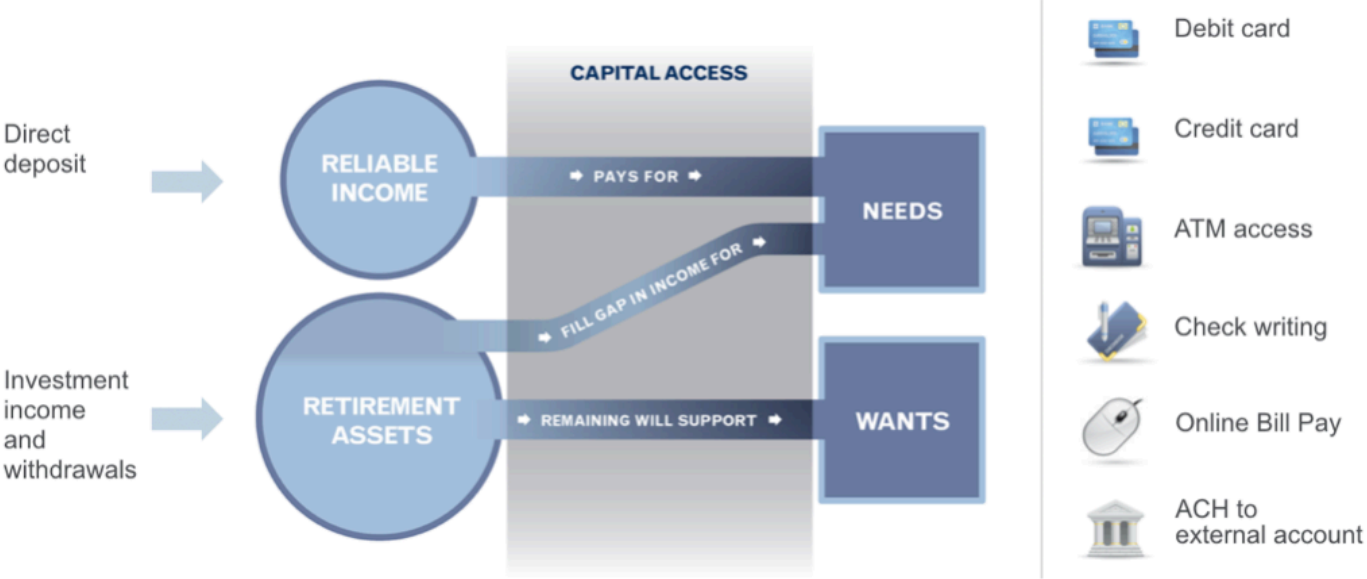 Direct
deposit
Investment
income
and
withdrawals
RELIABLE
INCOME
RETIREMENT
ASSETS
CAPITAL ACCESS
PAYS FOR
FILL GAP IN INCOME FOR
REMAINING WILL SUPPORT
NEEDS
WANTS
Debit card
Credit card
ATM access
Check writing
Online Bill Pay
ACH to
external account